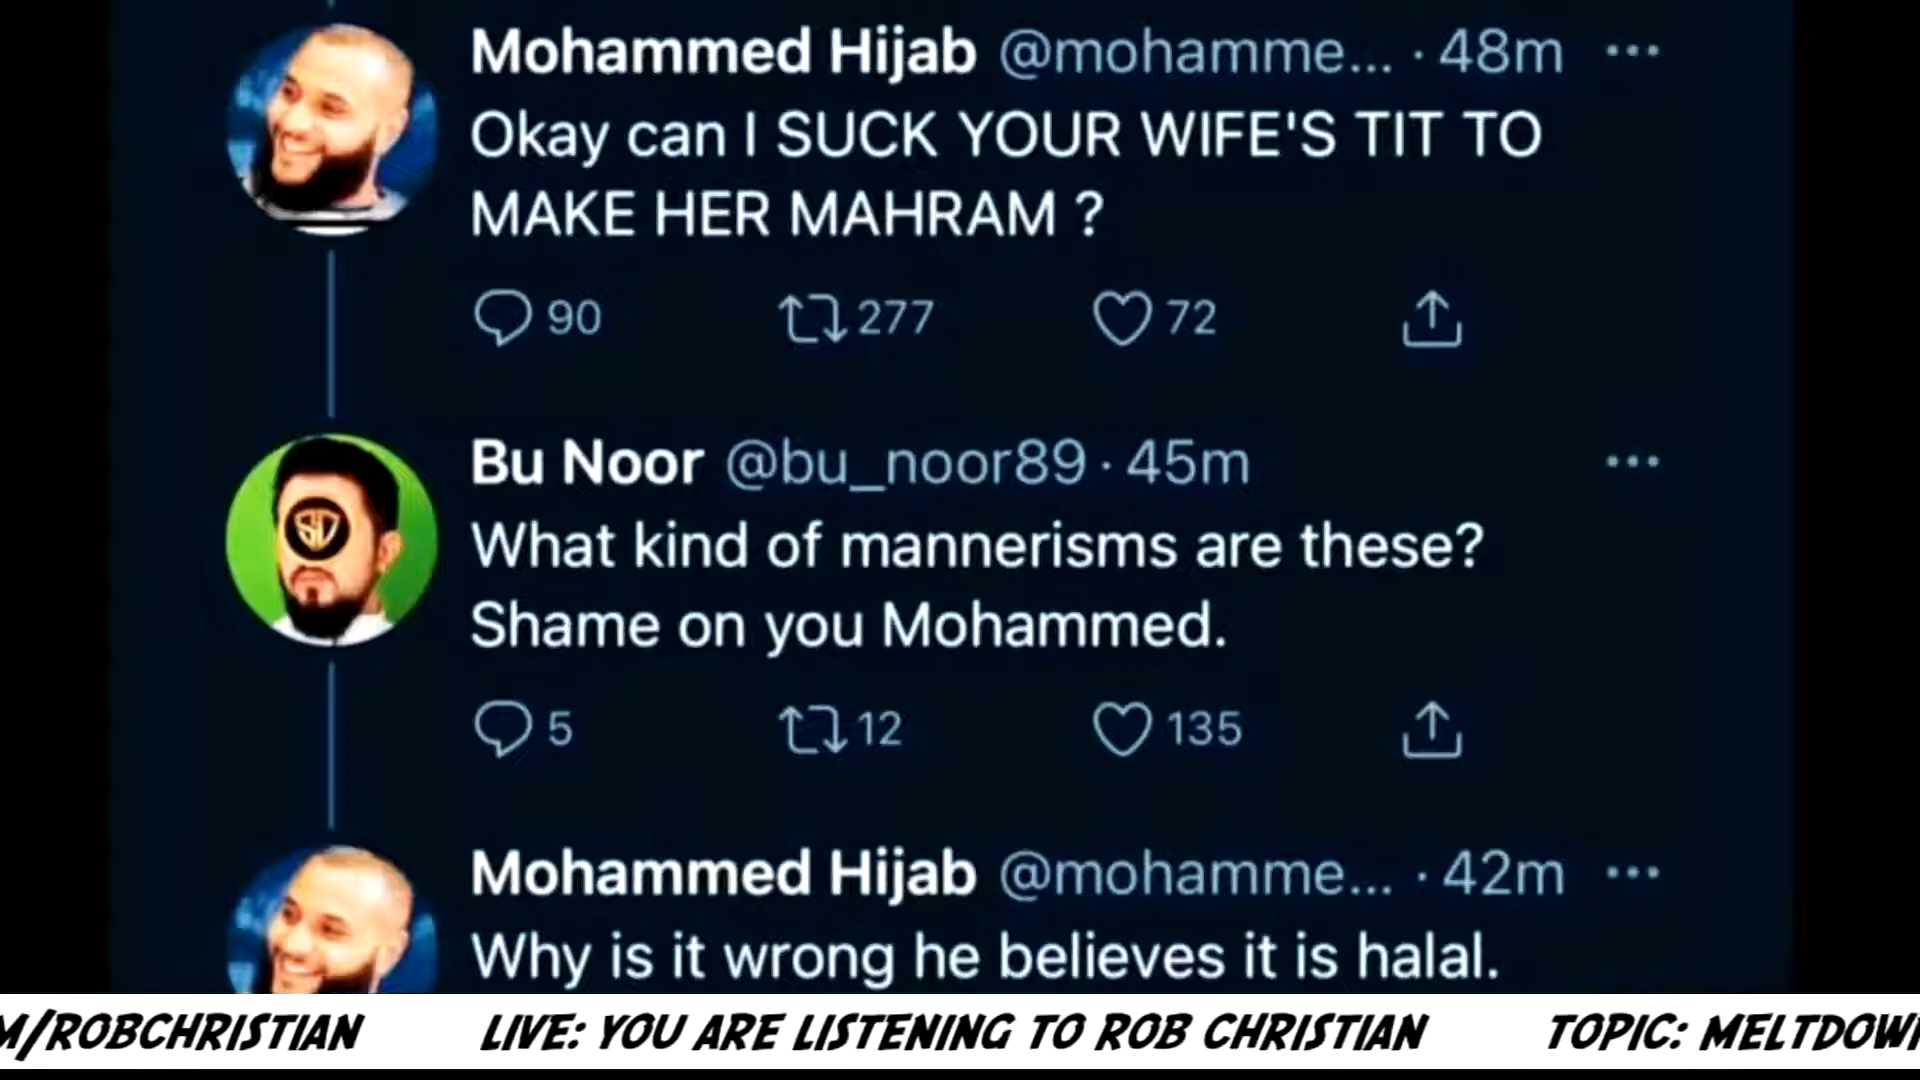 Mohammed Hijab @mohamme... · 48m ...
Okay can I SUCK YOUR WIFE'S TIT TO
MAKE HER MAHRAM ?
90 277 72
Bu Noor @bu_noor89 · 45m ...
What kind of mannerisms are these?
Shame on you Mohammed.
5 12 135
Mohammed Hijab @mohamme... · 42m ...
Why is it wrong he believes it is halal.
M/ROBCHRISTIAN LIVE: YOU ARE LISTENING TO ROB CHRISTIAN TOPIC: MELTDOW